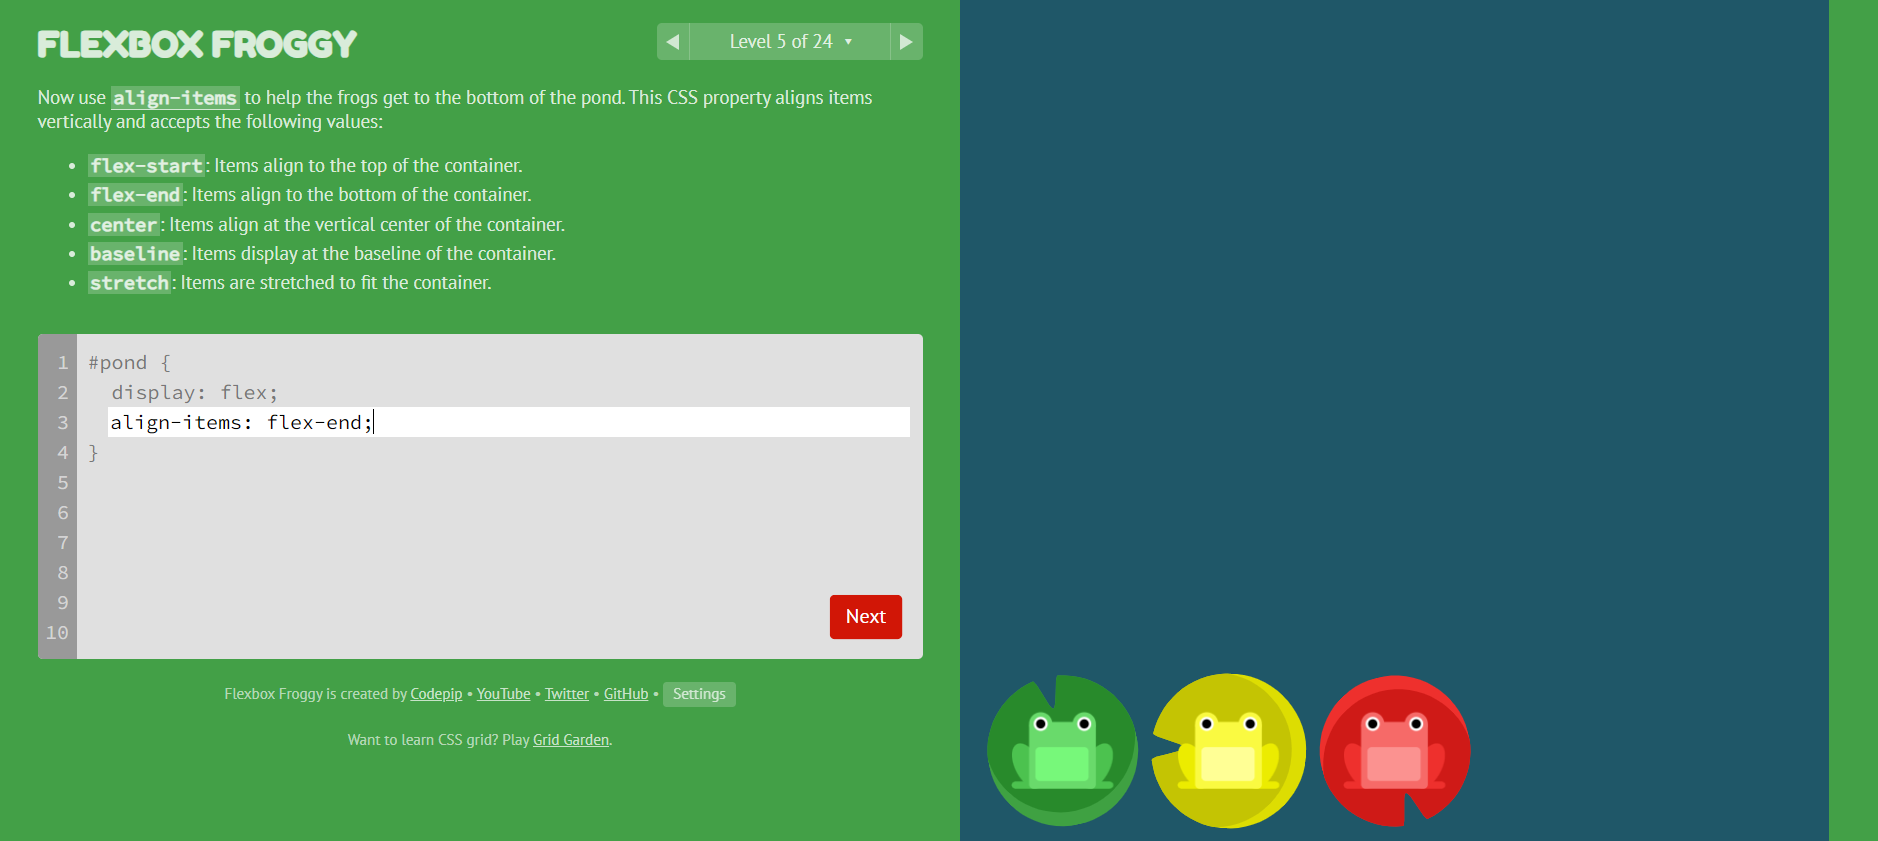 FLEXBOX FROGGY
Level 5 of 24
Now use align-items to help the frogs get to the bottom of the pond. This CSS property aligns items
vertically and accepts the following values:
flex-start: Items align to the top of the container.
flex-end: Items align to the bottom of the container.
center: Items align at the vertical center of the container.
baseline: Items display at the baseline of the container.
stretch: Items are stretched to fit the container.
1 #pond {
2 display: flex;
3 align-items: flex-end;
4 }
5
6
7
8
9
10
Next
Flexbox Froggy is created by Codepip • YouTube • Twitter • GitHub • Settings
Want to learn CSS grid? Play Grid Garden.